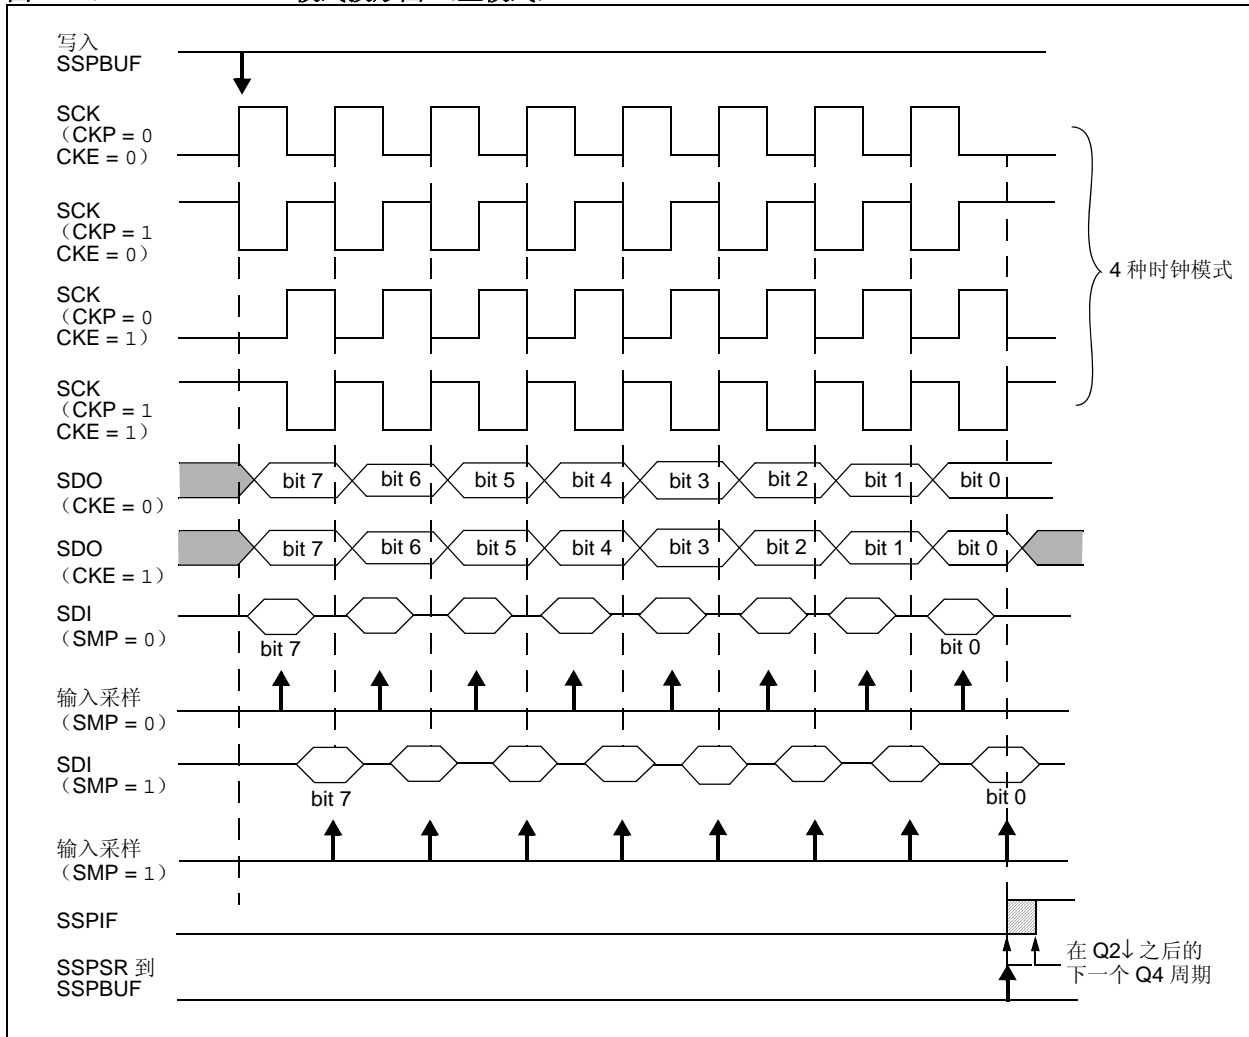 写入
SSPBUF
SCK
（CKP = 0
CKE = 0）
SCK
（CKP = 1
CKE = 0）
4 种时钟模式
SCK
（CKP = 0
CKE = 1）
SCK
（CKP = 1
CKE = 1）
SDO
（CKE = 0）
bit 7 bit 6 bit 5 bit 4 bit 3 bit 2 bit 1 bit 0
SDO
（CKE = 1）
bit 7 bit 6 bit 5 bit 4 bit 3 bit 2 bit 1 bit 0
SDI
（SMP = 0）
bit 7 bit 0
输入采样
（SMP = 0）
SDI
（SMP = 1）
bit 7 bit 0
输入采样
（SMP = 1）
SSPIF
在 Q2↓ 之后的
下一个 Q4 周期
SSPSR 到
SSPBUF